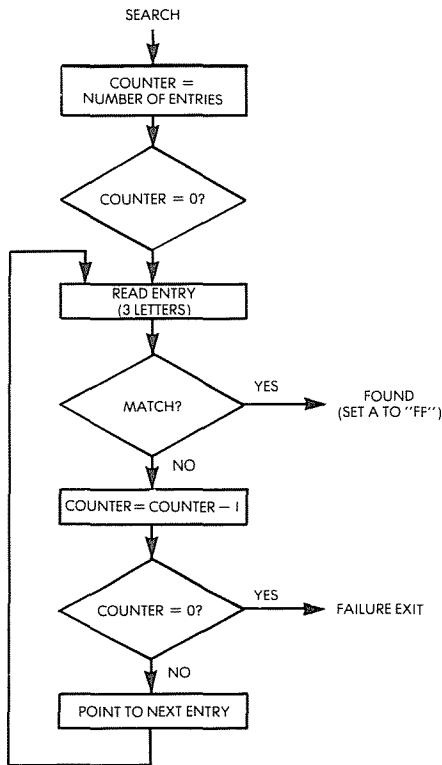 SEARCH
COUNTER =
NUMBER OF ENTRIES
COUNTER = 0?
READ ENTRY
(3 LETTERS)
MATCH?
YES
FOUND
(SET A TO "FF")
NO
COUNTER = COUNTER – 1
COUNTER = 0?
YES
FAILURE EXIT
NO
POINT TO NEXT ENTRY